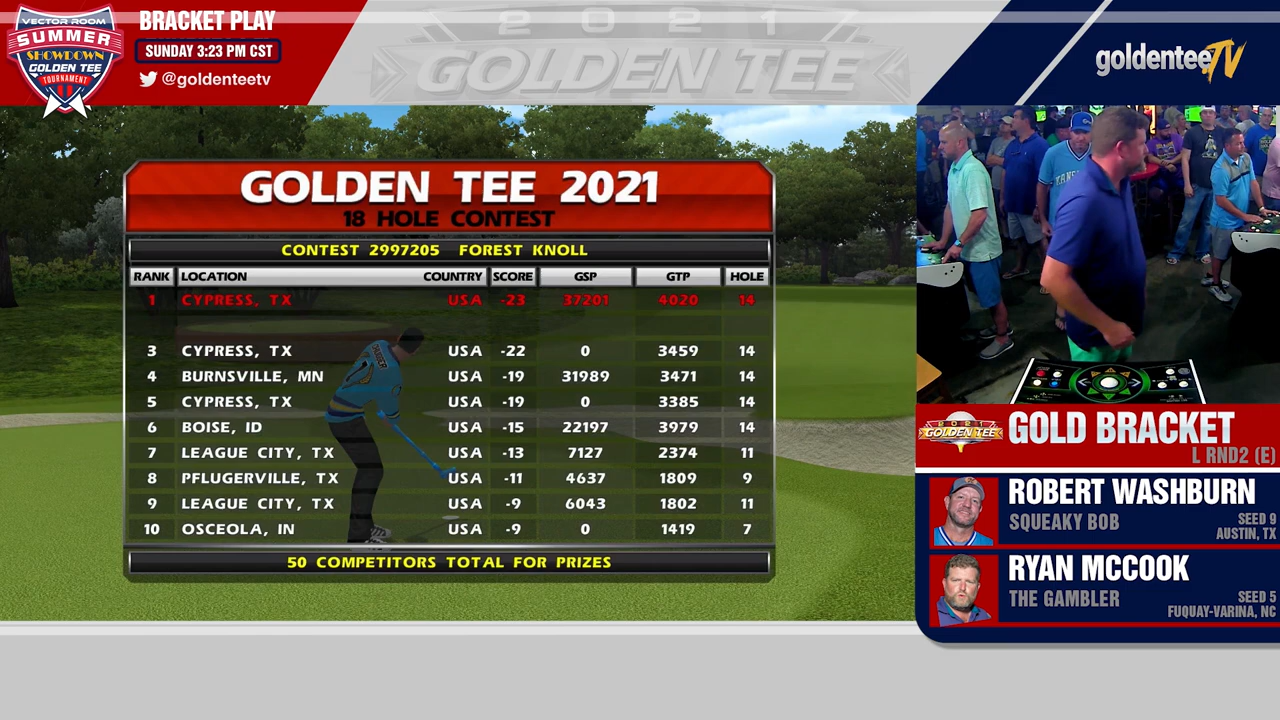 VECTOR ROOM
SUMMER
SHOWDOWN
GOLDEN TEE
TOURNAMENT
BRACKET PLAY
SUNDAY 3:23 PM CST
@goldenteetv
2021
GOLDEN TEE
goldenteeTV
GOLDEN TEE 2021
18 HOLE CONTEST
CONTEST 2997205 FOREST KNOLL
RANK LOCATION COUNTRY SCORE GSP GTP HOLE
1 CYPRESS, TX USA -23 37201 4020 14
3 CYPRESS, TX USA -22 0 3459 14
4 BURNSVILLE, MN USA -19 31989 3471 14
5 CYPRESS, TX USA -19 0 3385 14
6 BOISE, ID USA -15 22197 3979 14
7 LEAGUE CITY, TX USA -13 7127 2374 11
8 PFLUGERVILLE, TX USA -11 4637 1809 9
9 LEAGUE CITY, TX USA -9 6043 1802 11
10 OSCEOLA, IN USA -9 0 1419 7
50 COMPETITORS TOTAL FOR PRIZES
2021
GOLDEN TEE
GOLD BRACKET
L RND2 (E)
ROBERT WASHBURN
SQUEAKY BOB
SEED 9
AUSTIN, TX
RYAN MCCOOK
THE GAMBLER
SEED 5
FUQUAY-VARINA, NC